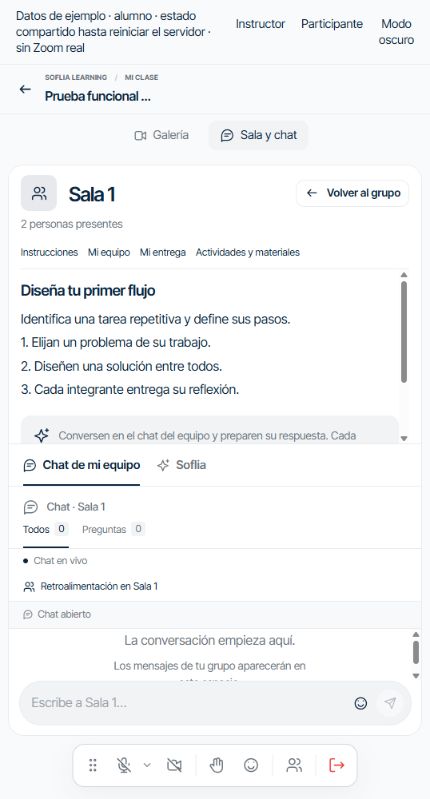 Datos de ejemplo · alumno · estado
compartido hasta reiniciar el servidor ·
sin Zoom real
Instructor
Participante
Modo
oscuro
SOFLIA LEARNING / MI CLASE
Prueba funcional ...
Galería
Sala y chat
Sala 1
Volver al grupo
2 personas presentes
Instrucciones Mi equipo Mi entrega Actividades y materiales
Diseña tu primer flujo
Identifica una tarea repetitiva y define sus pasos.
1. Elijan un problema de su trabajo.
2. Diseñen una solución entre todos.
3. Cada integrante entrega su reflexión.
Conversen en el chat del equipo y preparen su respuesta. Cada
Chat de mi equipo
Soflia
Chat · Sala 1
Todos 0 Preguntas 0
Chat en vivo
Retroalimentación en Sala 1
Chat abierto
La conversación empieza aquí.
Los mensajes de tu grupo aparecerán en
Escribe a Sala 1...